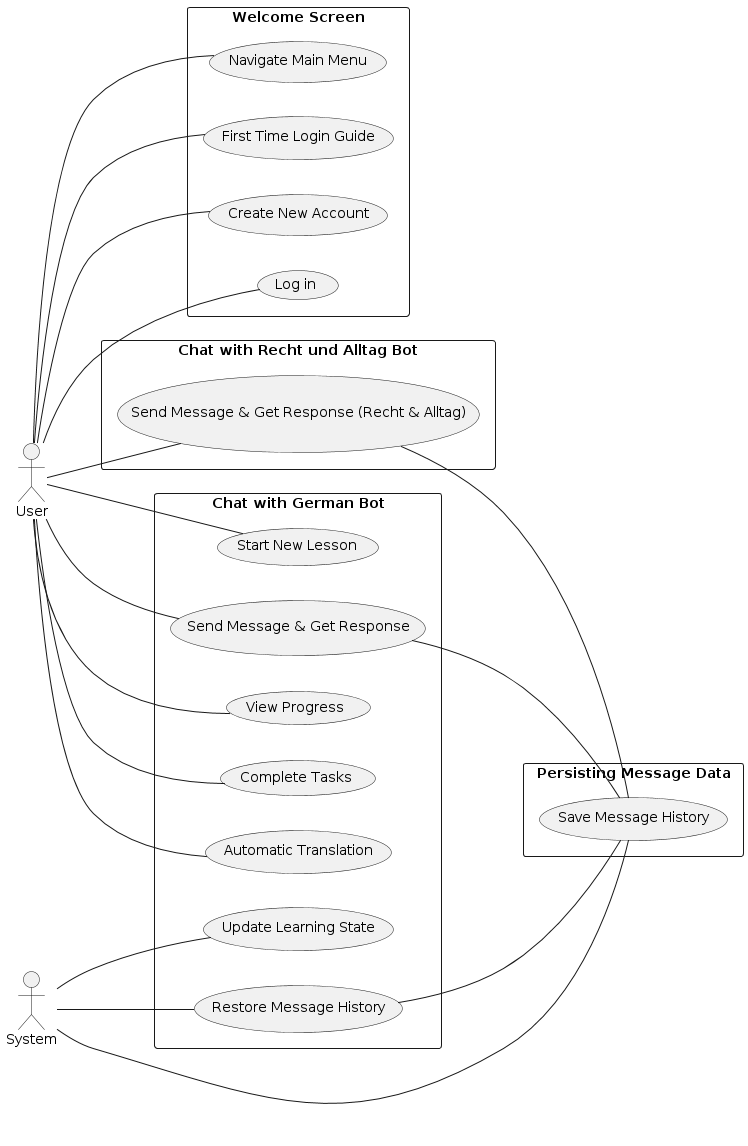 Welcome Screen
Navigate Main Menu
First Time Login Guide
Create New Account
Log in
Chat with Recht und Alltag Bot
Send Message & Get Response (Recht & Alltag)
User
Chat with German Bot
Start New Lesson
Send Message & Get Response
View Progress
Complete Tasks
Automatic Translation
Update Learning State
Restore Message History
Persisting Message Data
Save Message History
System